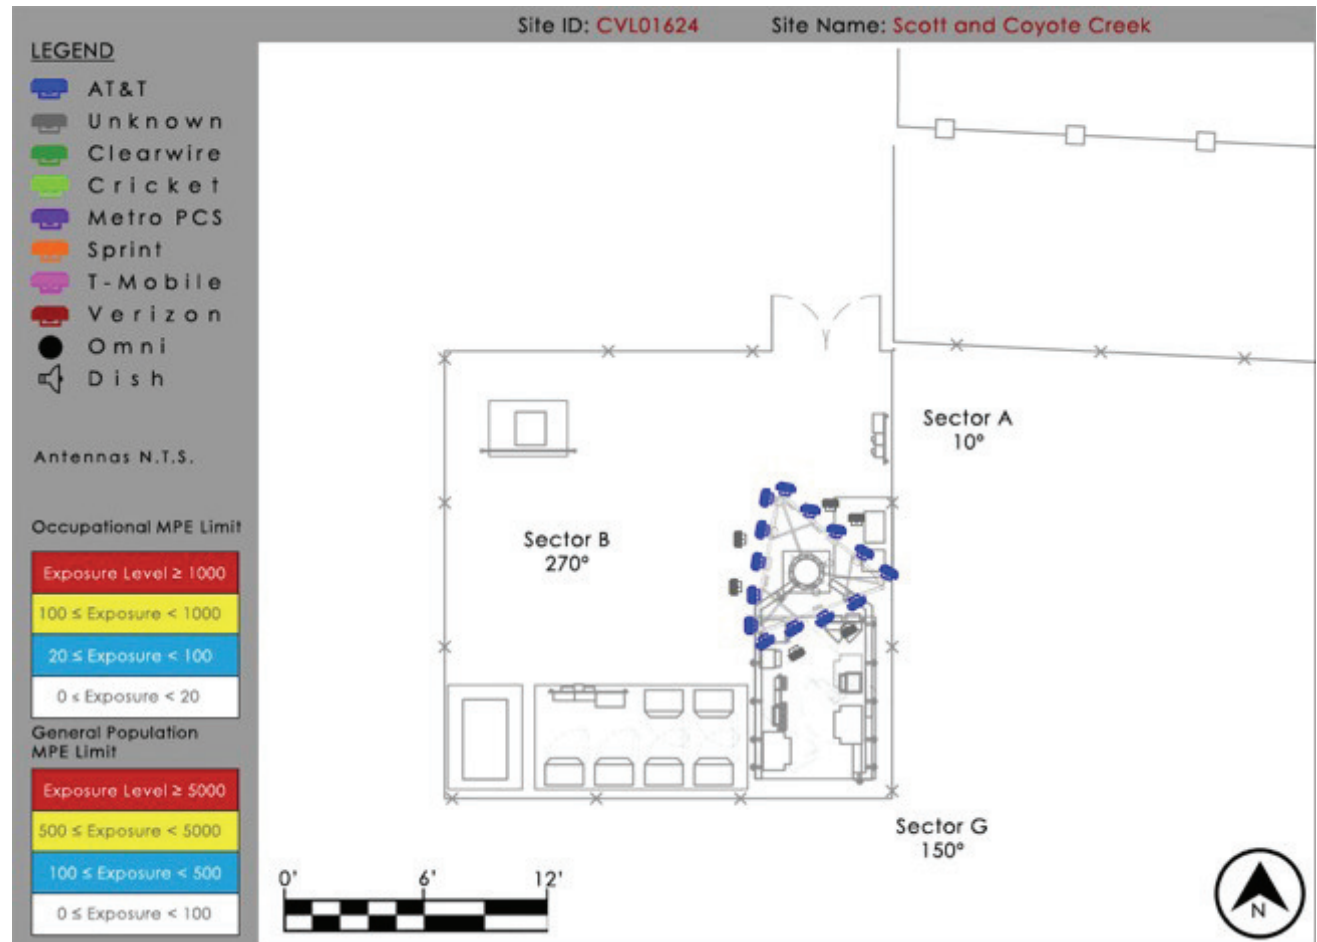 Site ID: CVL01624 Site Name: Scott and Coyote Creek
LEGEND
AT&T
Unknown
Clearwire
Cricket
Metro PCS
Sprint
T-Mobile
Verizon
Omni
Dish
Antennas N.T.S.
Occupational MPE Limit
Exposure Level ≥ 1000
100 ≤ Exposure < 1000
20 ≤ Exposure < 100
0 ≤ Exposure < 20
General Population
MPE Limit
Exposure Level ≥ 5000
500 ≤ Exposure < 5000
100 ≤ Exposure < 500
0 ≤ Exposure < 100
Sector A
10°
Sector B
270°
Sector G
150°
0' 6' 12'
N